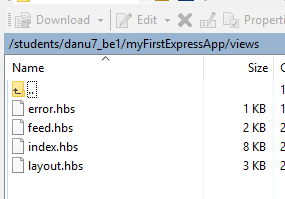 Download Edit Properties
/students/danu7_be1/myFirstExpressApp/views
Name Size
..
error.hbs 1 KB
feed.hbs 2 KB
index.hbs 8 KB
layout.hbs 3 KB